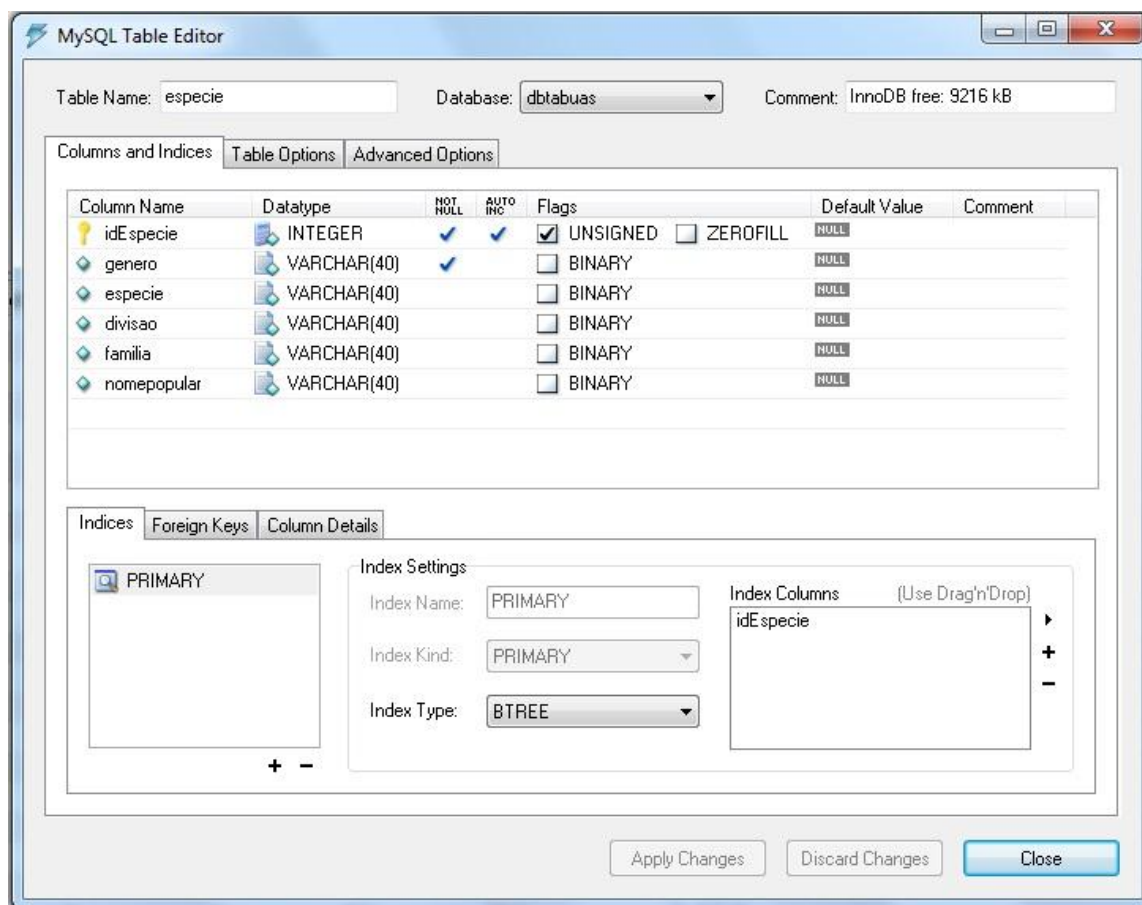 MySQL Table Editor
Table Name: especie Database: dbtabuas Comment: InnoDB free: 9216 kB
Columns and Indices Table Options Advanced Options
Column Name Datatype NOT NULL AUTO INC Flags Default Value Comment
idEspecie INTEGER UNSIGNED ZEROFILL NULL
genero VARCHAR(40) BINARY NULL
especie VARCHAR(40) BINARY NULL
divisao VARCHAR(40) BINARY NULL
familia VARCHAR(40) BINARY NULL
nomepopular VARCHAR(40) BINARY NULL
Indices Foreign Keys Column Details
PRIMARY
Index Settings
Index Name: PRIMARY
Index Kind: PRIMARY
Index Type: BTREE
Index Columns (Use Drag'n'Drop)
idEspecie
Apply Changes Discard Changes Close